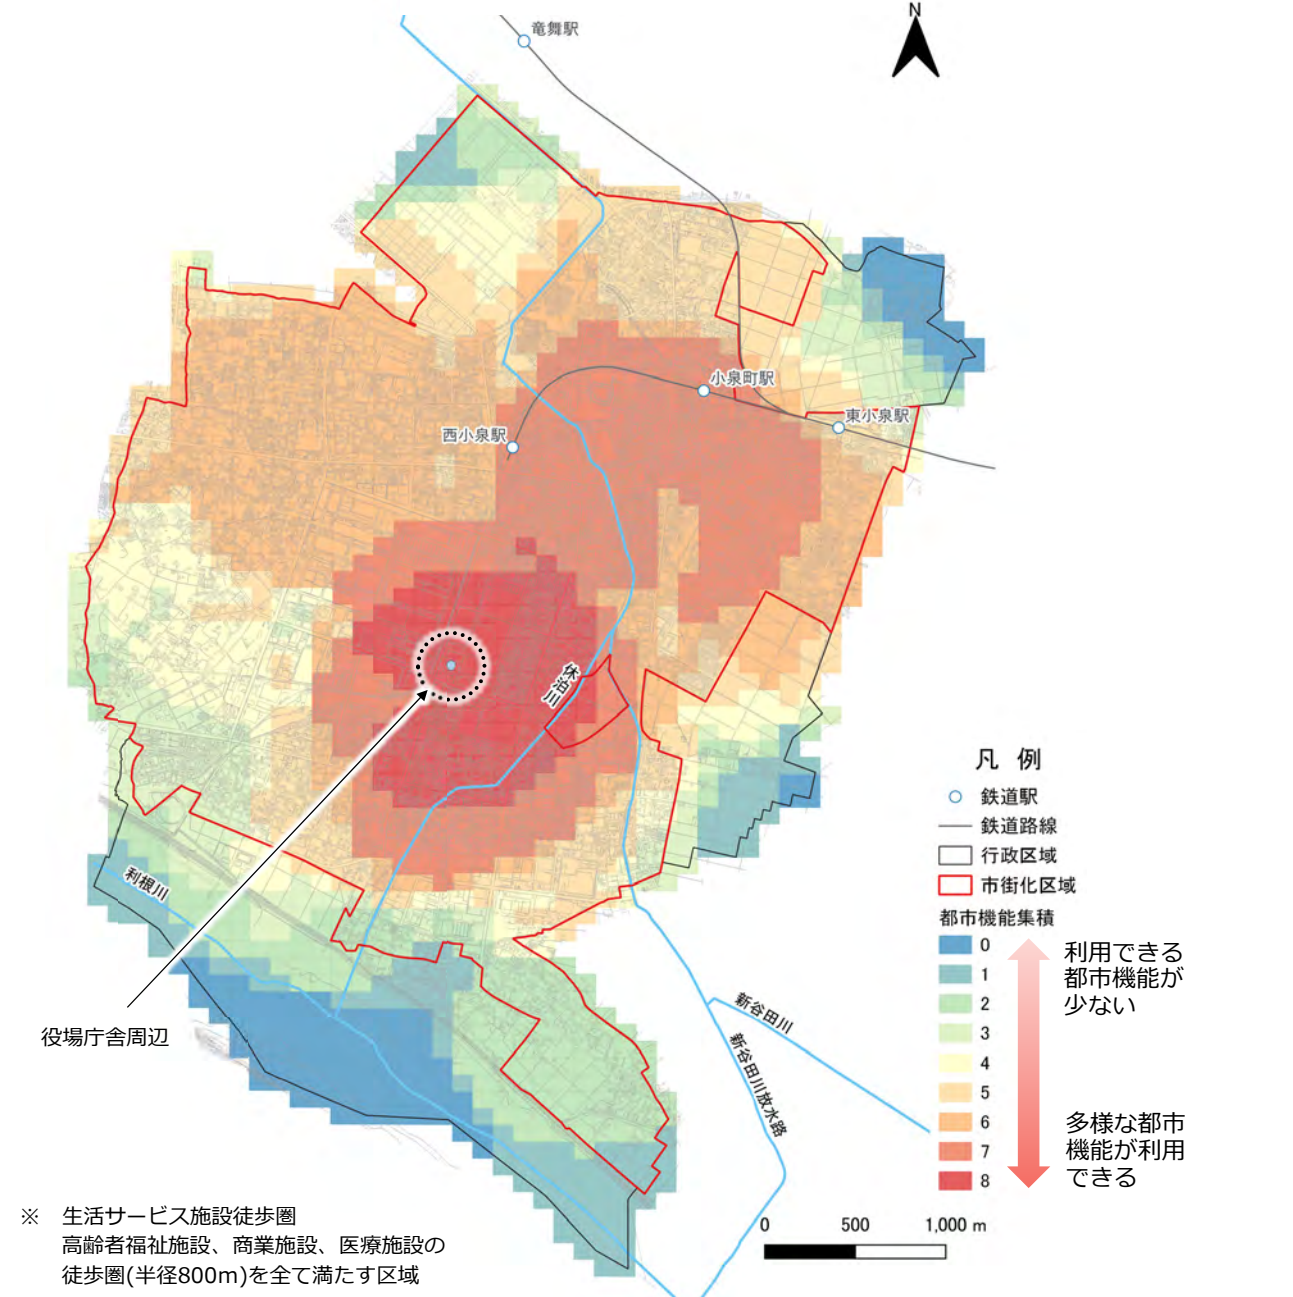 N
竜舞駅
小泉町駅
東小泉駅
西小泉駅
休泊川
利根川
役場庁舎周辺
新谷田川
新谷田川放水路
凡 例
鉄道駅
鉄道路線
行政区域
市街化区域
都市機能集積
0
1
2
3
4
5
6
7
8
利用できる
都市機能が
少ない
多様な都市
機能が利用
できる
0 500 1,000 m
※ 生活サービス施設徒歩圏
高齢者福祉施設、商業施設、医療施設の
徒歩圏(半径800m)を全て満たす区域